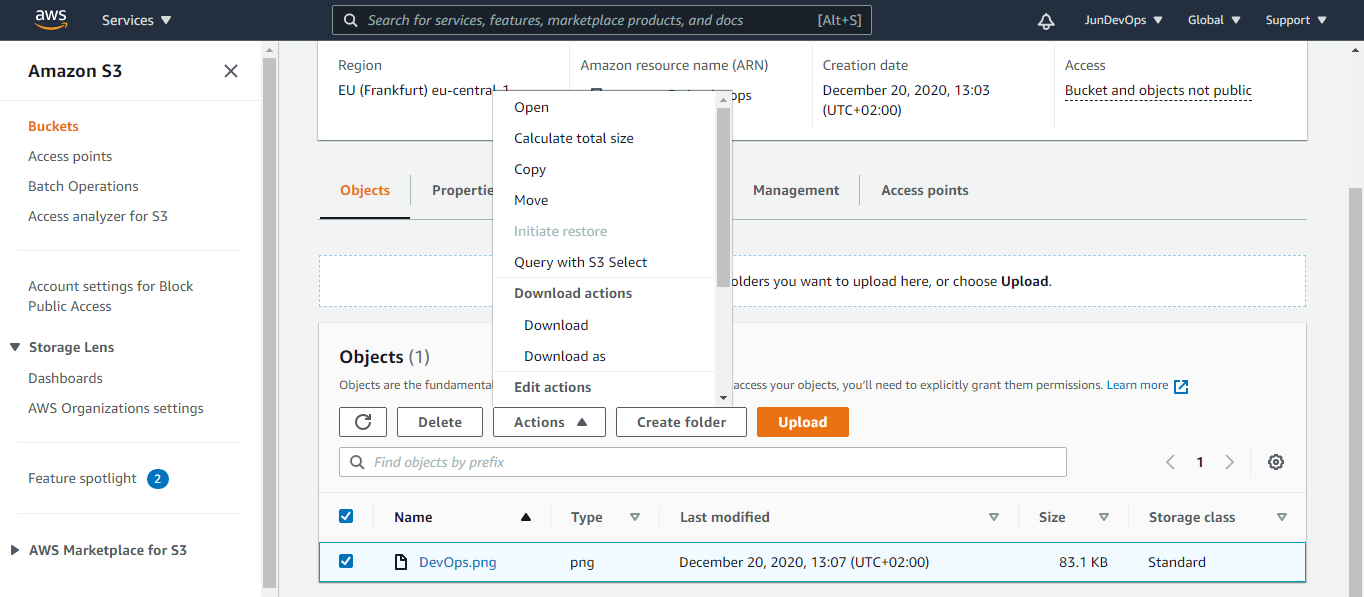 aws Services Search for services, features, marketplace products, and docs [Alt+S] JunDevOps Global Support
Amazon S3
Buckets
Access points
Batch Operations
Access analyzer for S3
Account settings for Block
Public Access
Storage Lens
Dashboards
AWS Organizations settings
Feature spotlight 2
AWS Marketplace for S3
Region
EU (Frankfurt) eu-central-1
Amazon resource name (ARN)
ops
Creation date
December 20, 2020, 13:03
(UTC+02:00)
Access
Bucket and objects not public
Objects Propertie Management Access points
Open
Calculate total size
Copy
Move
Initiate restore
Query with S3 Select
Download actions
Download
Download as
Edit actions
olders you want to upload here, or choose Upload.
Objects (1)
Objects are the fundamental access your objects, you'll need to explicitly grant them permissions. Learn more
Delete Actions Create folder Upload
Find objects by prefix 1
Name Type Last modified Size Storage class
DevOps.png png December 20, 2020, 13:07 (UTC+02:00) 83.1 KB Standard